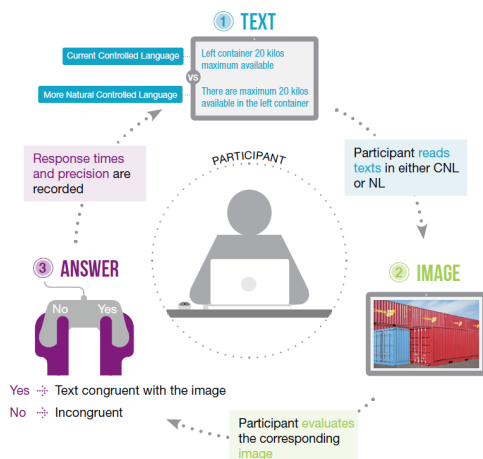 1 TEXT
Current Controlled Language
Left container 20 kilos
maximum available
VS
More Natural Controlled Language
There are maximum 20 kilos
available in the left container
Participant reads
texts in either CNL
or NL
2 IMAGE
Participant evaluates
the corresponding
image
3 ANSWER
No Yes
Yes Text congruent with the image
No Incongruent
Response times
and precision are
recorded
PARTICIPANT